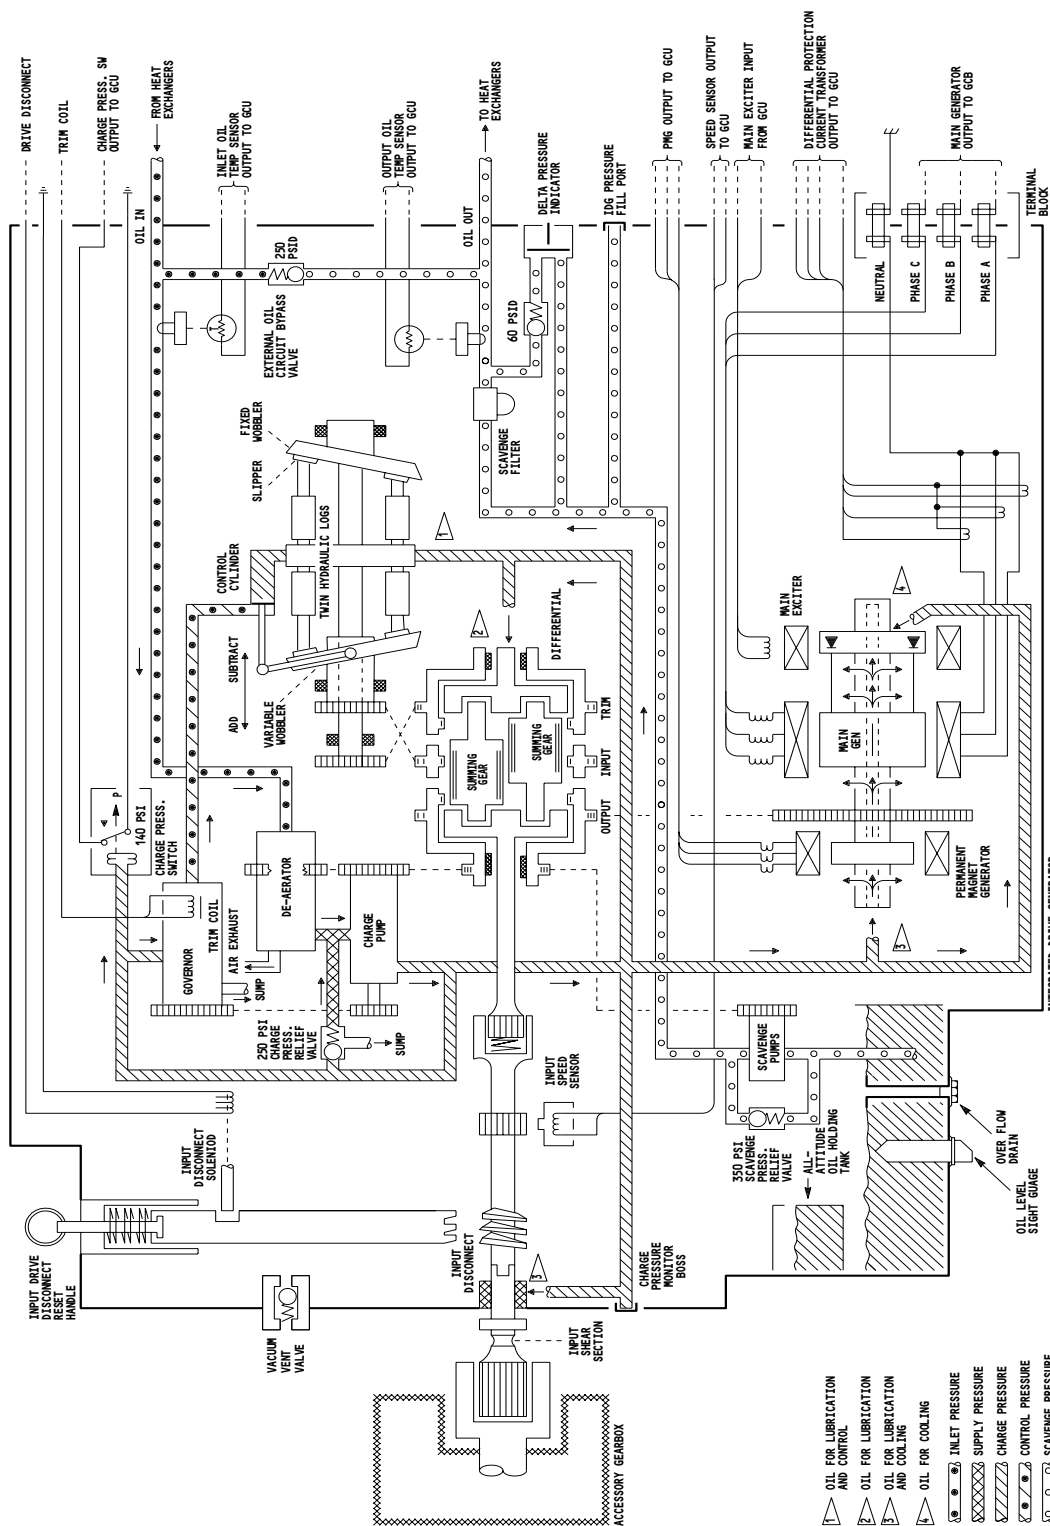 DRIVE DISCONNECT
TRIM COIL
CHARGE PRESS. SW
OUTPUT TO GCU
FROM HEAT
EXCHANGERS
INLET OIL
TEMP SENSOR
OUTPUT TO GCU
OUTPUT OIL
TEMP SENSOR
OUTPUT TO GCU
TO HEAT
EXCHANGERS
DELTA PRESSURE
INDICATOR
IDG PRESSURE
FILL PORT
PMG OUTPUT TO GCU
SPEED SENSOR OUTPUT
TO GCU
MAIN EXCITER INPUT
FROM GCU
DIFFERENTIAL PROTECTION
CURRENT TRANSFORMER
OUTPUT TO GCU
MAIN GENERATOR
OUTPUT TO GCB
TERMINAL
BLOCK
OIL IN
OIL OUT
250
PSID
60 PSID
NEUTRAL
PHASE C
PHASE B
PHASE A
EXTERNAL OIL
CIRCUIT BYPASS
VALVE
FIXED
WOBBLER
SLIPPER
SCAVENGE
FILTER
TWIN HYDRAULIC LOGS
1
CONTROL
CYLINDER
SUBTRACT
ADD
VARIABLE
WOBBLER
2
DIFFERENTIAL
TRIM
INPUT
OUTPUT
SUMMING
GEAR
SUMMING
GEAR
MAIN
EXCITER
4
MAIN
GEN
PERMANENT
MAGNET
GENERATOR
3
P
140 PSI
CHARGE PRESS.
SWITCH
TRIM COIL
GOVERNOR
AIR EXHAUST
SUMP
DE-AERATOR
CHARGE
PUMP
250 PSI
CHARGE
PRESS.
RELIEF
VALVE
SUMP
INPUT
SPEED
SENSOR
SCAVENGE
PUMPS
350 PSI
SCAVENGE
PRESS.
RELIEF
VALVE
ALL-
ATTITUDE
OIL HOLDING
TANK
OVER FLOW
DRAIN
OIL LEVEL
SIGHT GUAGE
INPUT
DISCONNECT
SOLENIOD
INPUT DRIVE
DISCONNECT
RESET
HANDLE
INPUT
DISCONNECT
3
CHARGE
PRESSURE
MONITOR
BOSS
VACUUM
VENT
VALVE
INPUT
SHEAR
SECTION
ACCESSORY GEARBOX
1 OIL FOR LUBRICATION
AND CONTROL
2 OIL FOR LUBRICATION
3 OIL FOR LUBRICATION
AND COOLING
4 OIL FOR COOLING
INLET PRESSURE
SUPPLY PRESSURE
CHARGE PRESSURE
CONTROL PRESSURE
SCAVENGE PRESSURE